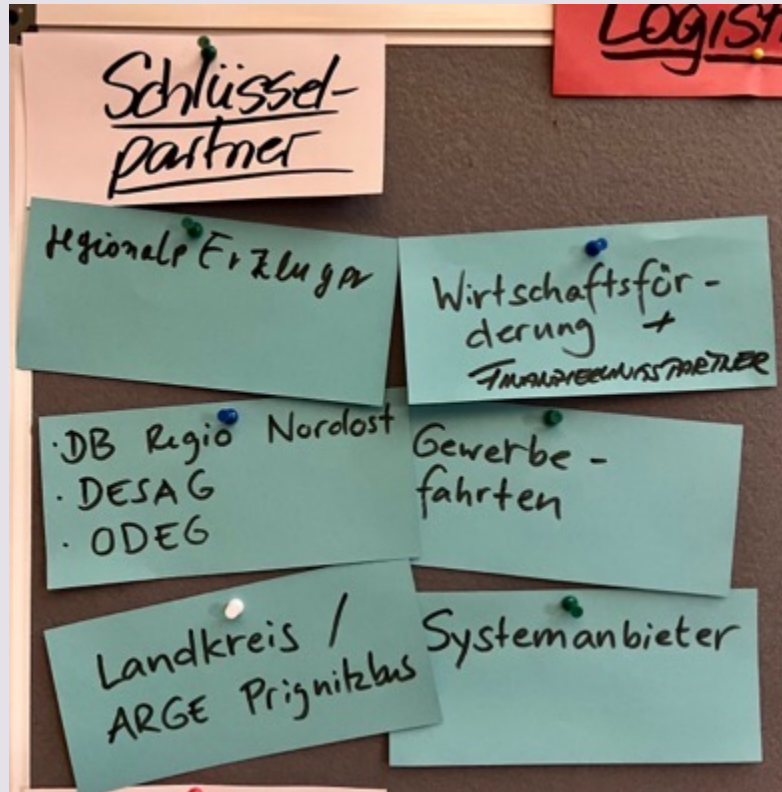 Schlüssel-
partner
Logist
regionale Erzeuger
Wirtschaftsför-
derung +
FINANZIERUNGSPARTNER
· DB Regio Nordost
· DESAG
· ODEG
Gewerbe-
fahrten
Landkreis /
ARGE Prignitzbus
Systemanbieter